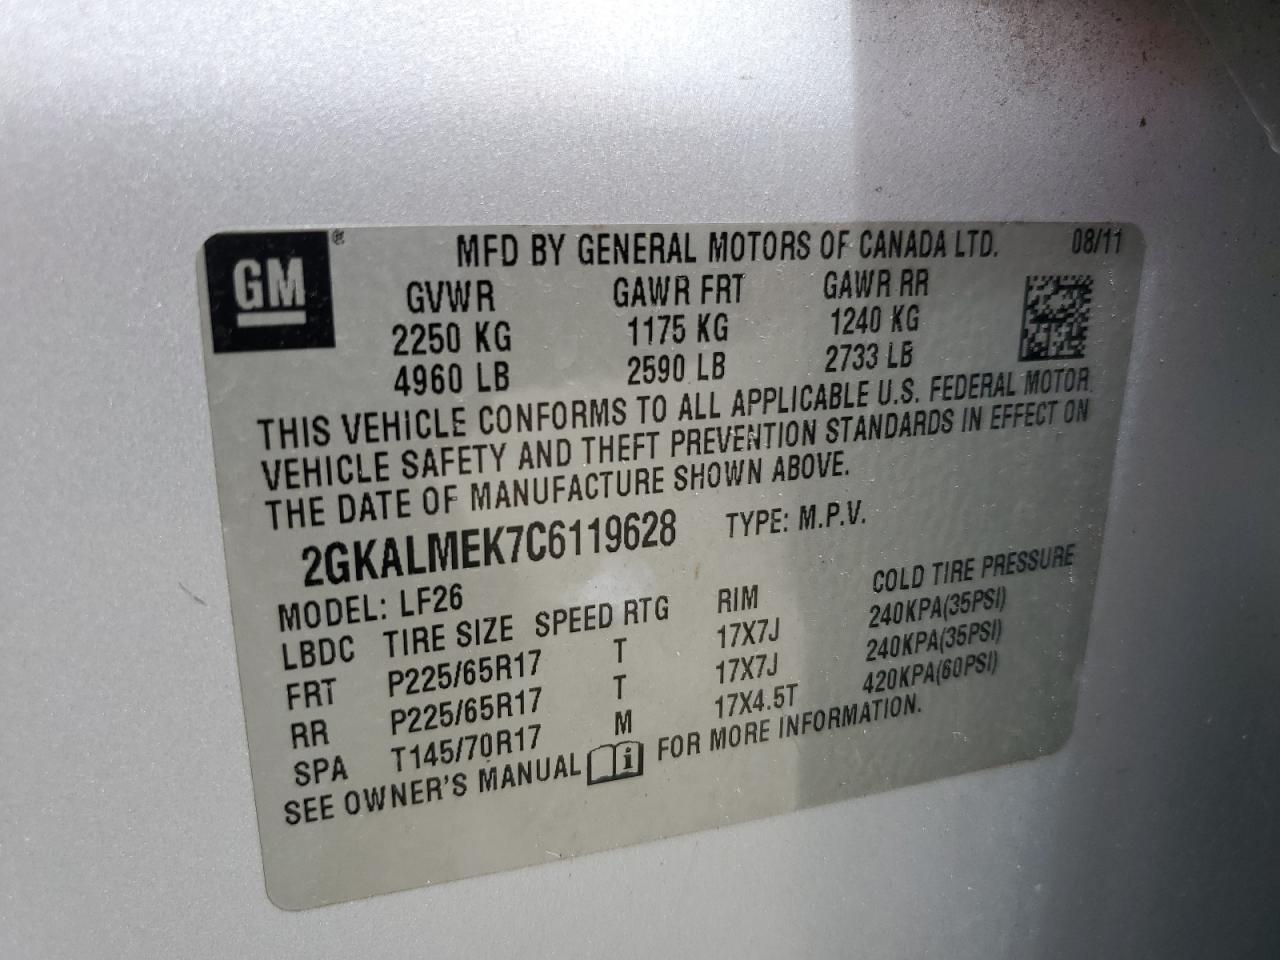 GM ® MFD BY GENERAL MOTORS OF CANADA LTD. 08/11
GVWR GAWR FRT GAWR RR
2250 KG 1175 KG 1240 KG
4960 LB 2590 LB 2733 LB
THIS VEHICLE CONFORMS TO ALL APPLICABLE U.S. FEDERAL MOTOR
VEHICLE SAFETY AND THEFT PREVENTION STANDARDS IN EFFECT ON
THE DATE OF MANUFACTURE SHOWN ABOVE.
2GKALMEK7C6119628 TYPE: M.P.V.
MODEL: LF26
LBDC TIRE SIZE SPEED RTG RIM COLD TIRE PRESSURE
FRT P225/65R17 T 17X7J 240KPA(35PSI)
RR P225/65R17 T 17X7J 240KPA(35PSI)
SPA T145/70R17 M 17X4.5T 420KPA(60PSI)
SEE OWNER'S MANUAL i FOR MORE INFORMATION.